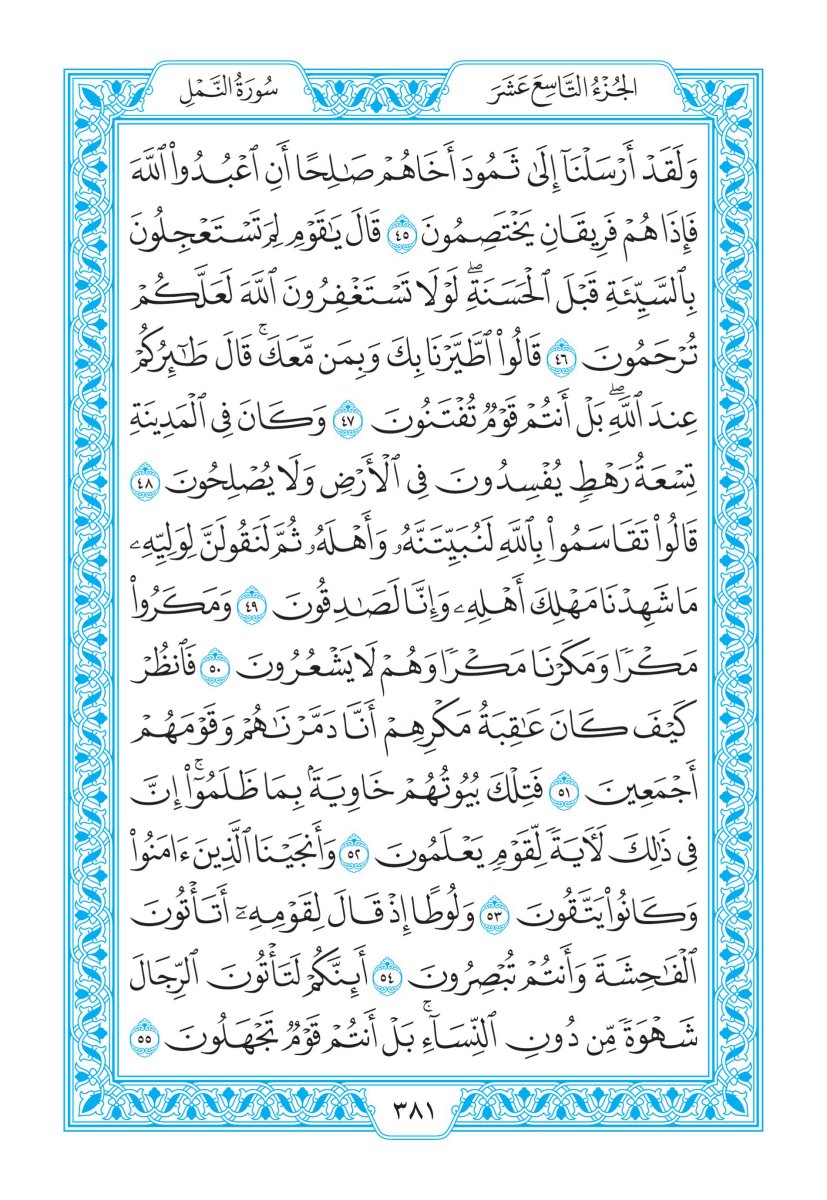 الجُزْءُ التَّاسِعَ عَشَرَ
سُورَةُ النَّمْلِ
وَلَقَدْ أَرْسَلْنَآ إِلَىٰ ثَمُودَ أَخَاهُمْ صَٰلِحًا أَنِ ٱعْبُدُوا۟ ٱللَّهَ
فَإِذَا هُمْ فَرِيقَانِ يَخْتَصِمُونَ ٤٥ قَالَ يَٰقَوْمِ لِمَ تَسْتَعْجِلُونَ
بِٱلسَّيِّئَةِ قَبْلَ ٱلْحَسَنَةِ ۖ لَوْلَا تَسْتَغْفِرُونَ ٱللَّهَ لَعَلَّكُمْ
تُرْحَمُونَ ٤٦ قَالُوا۟ ٱطَّيَّرْنَا بِكَ وَبِمَن مَّعَكَ ۚ قَالَ طَٰٓئِرُكُمْ
عِندَ ٱللَّهِ ۖ بَلْ أَنتُمْ قَوْمٌ تُفْتَنُونَ ٤٧ وَكَانَ فِى ٱلْمَدِينَةِ
تِسْعَةُ رَهْطٍ يُفْسِدُونَ فِى ٱلْأَرْضِ وَلَا يُصْلِحُونَ ٤٨
قَالُوا۟ تَقَاسَمُوا۟ بِٱللَّهِ لَنُبَيِّتَنَّهُۥ وَأَهْلَهُۥ ثُمَّ لَنَقُولَنَّ لِوَلِيِّهِۦ
مَا شَهِدْنَا مَهْلِكَ أَهْلِهِۦ وَإِنَّا لَصَٰدِقُونَ ٤٩ وَمَكَرُوا۟
مَكْرًا وَمَكَرْنَا مَكْرًا وَهُمْ لَا يَشْعُرُونَ ٥٠ فَٱنظُرْ
كَيْفَ كَانَ عَٰقِبَةُ مَكْرِهِمْ أَنَّا دَمَّرْنَٰهُمْ وَقَوْمَهُمْ
أَجْمَعِينَ ٥١ فَتِلْكَ بُيُوتُهُمْ خَاوِيَةًۢ بِمَا ظَلَمُوٓا۟ ۗ إِنَّ
فِى ذَٰلِكَ لَءَايَةً لِّقَوْمٍ يَعْلَمُونَ ٥٢ وَأَنجَيْنَا ٱلَّذِينَ ءَامَنُوا۟
وَكَانُوا۟ يَتَّقُونَ ٥٣ وَلُوطًا إِذْ قَالَ لِقَوْمِهِۦٓ أَتَأْتُونَ
ٱلْفَٰحِشَةَ وَأَنتُمْ تُبْصِرُونَ ٥٤ أَئِنَّكُمْ لَتَأْتُونَ ٱلرِّجَالَ
شَهْوَةً مِّن دُونِ ٱلنِّسَآءِ ۚ بَلْ أَنتُمْ قَوْمٌ تَجْهَلُونَ ٥٥
٣٨١